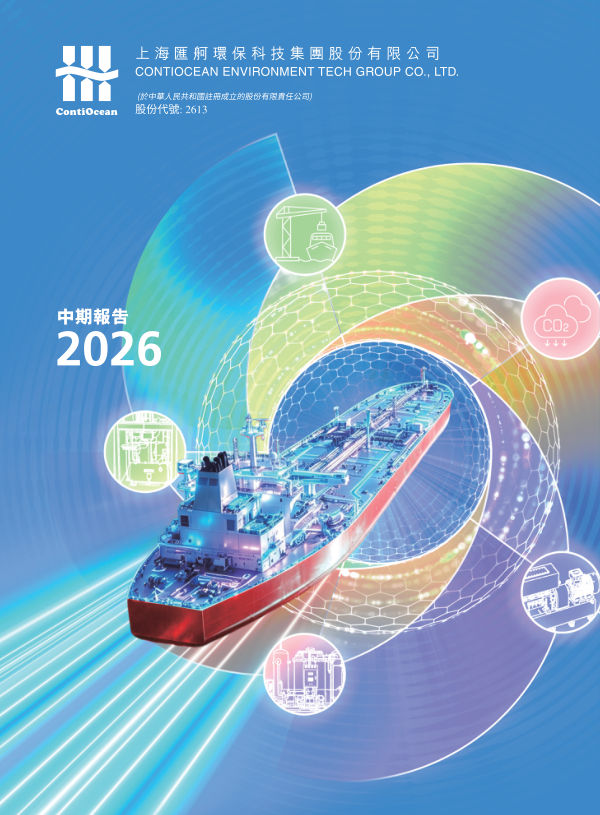 上海匯舸環保科技集團股份有限公司
CONTIOCEAN ENVIRONMENT TECH GROUP CO., LTD.
(於中華人民共和國註冊成立的股份有限責任公司)
股份代號: 2613
ContiOcean
中期報告
2026
CO2